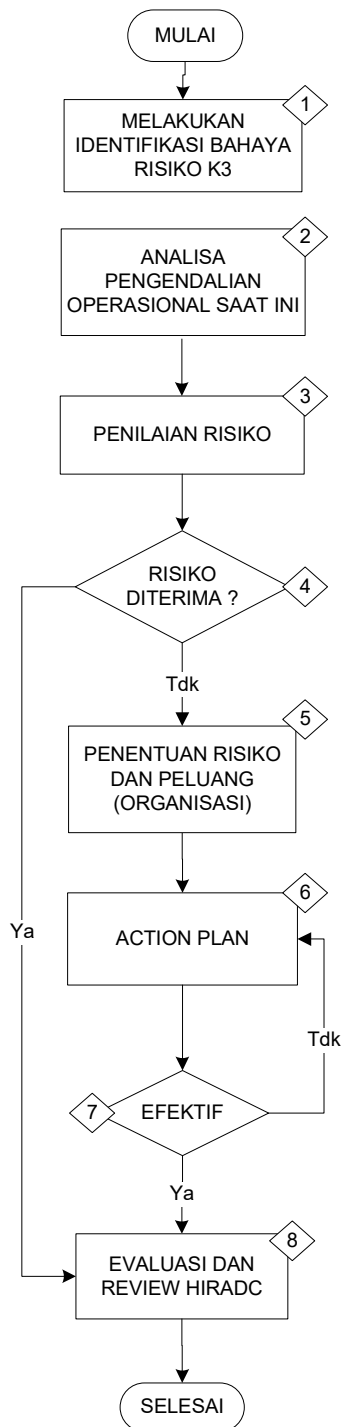 MULAI
1
MELAKUKAN
IDENTIFIKASI BAHAYA
RISIKO K3
2
ANALISA
PENGENDALIAN
OPERASIONAL SAAT INI
3
PENILAIAN RISIKO
RISIKO
DITERIMA ?
4
Tdk
5
PENENTUAN RISIKO
DAN PELUANG
(ORGANISASI)
6
ACTION PLAN
Ya
Tdk
7
EFEKTIF
Ya
8
EVALUASI DAN
REVIEW HIRADC
SELESAI